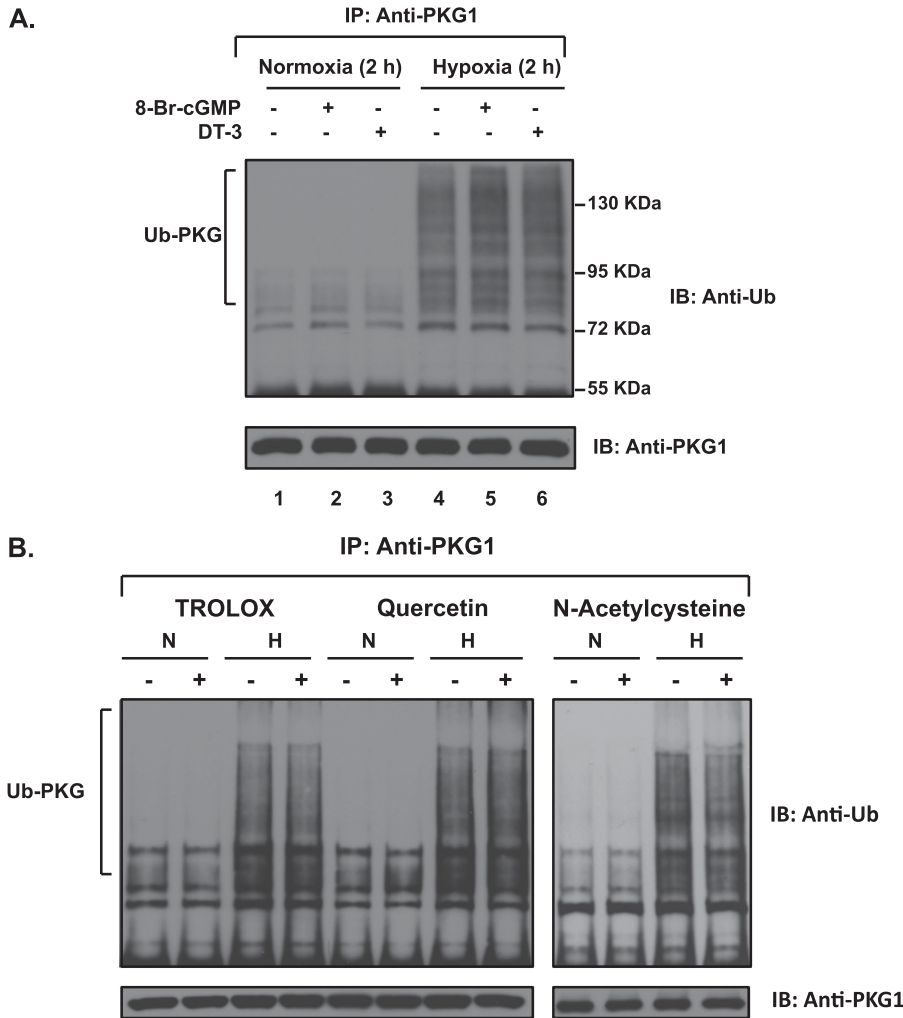 A.
IP: Anti-PKG1
Normoxia (2 h) Hypoxia (2 h)
8-Br-cGMP - + - - + -
DT-3 - - + - - +
Ub-PKG
130 KDa
95 KDa
72 KDa
55 KDa
IB: Anti-Ub
IB: Anti-PKG1
1 2 3 4 5 6
B.
IP: Anti-PKG1
TROLOX Quercetin N-Acetylcysteine
N H N H N H
- + - + - + - + - + - +
Ub-PKG
IB: Anti-Ub
IB: Anti-PKG1